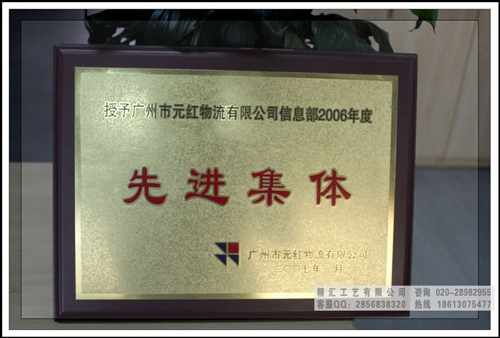 授予广州市元红物流有限公司信息部2006年度
先进集体
广州市元红物流有限公司
二〇〇七年一月
精汇工艺有限公司 咨询 020-28982955
客服QQ：2856838320 热线 18613075477